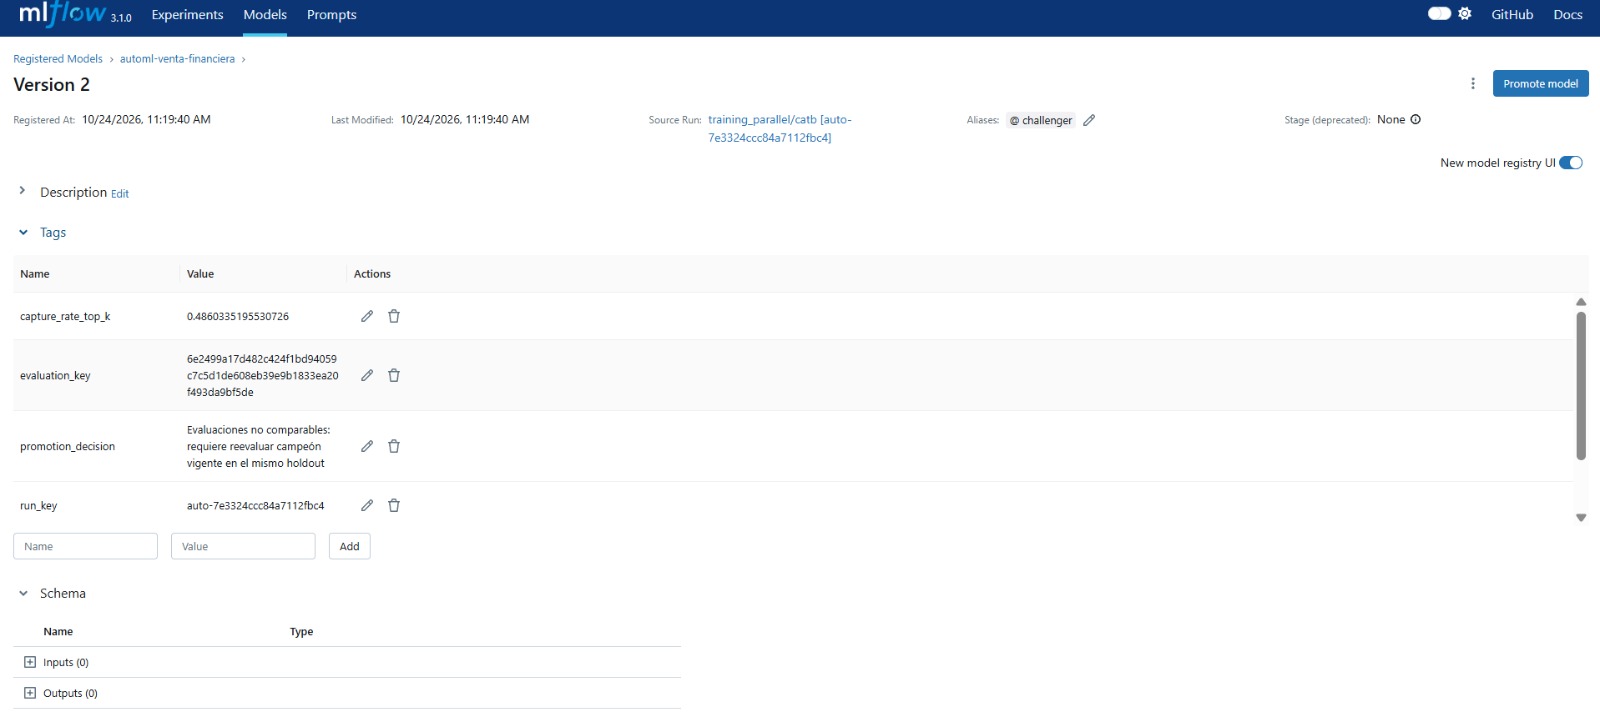 mlflow 3.1.0 Experiments Models Prompts GitHub Docs
Registered Models › automl-venta-financiera ›
Version 2 Promote model
Registered At: 10/24/2026, 11:19:40 AM Last Modified: 10/24/2026, 11:19:40 AM Source Run: training_parallel/catb [auto-
7e3324ccc84a7112fbc4] Aliases: @ challenger Stage (deprecated): None
New model registry UI
Description Edit
Tags
Name Value Actions
capture_rate_top_k 0.4860335195530726
evaluation_key 6e2499a17d482c424f1bd94059
c7c5d1de608eb39e9b1833ea20
f493da9bf5de
promotion_decision Evaluaciones no comparables:
requiere reevaluar campeón
vigente en el mismo holdout
run_key auto-7e3324ccc84a7112fbc4
Name Value Add
Schema
Name Type
Inputs (0)
Outputs (0)